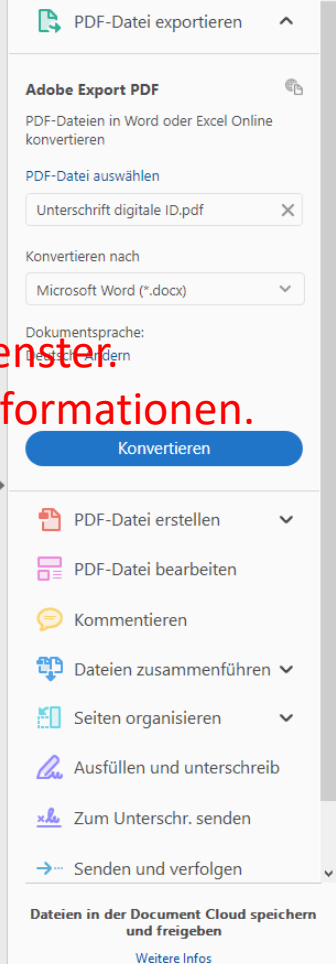 PDF-Datei exportieren
Adobe Export PDF
PDF-Dateien in Word oder Excel Online
konvertieren
PDF-Datei auswählen
Unterschrift digitale ID.pdf
Konvertieren nach
Microsoft Word (*.docx)
Dokumentsprache:
enster.
Deutsch Ändern
formationen.
Konvertieren
PDF-Datei erstellen
PDF-Datei bearbeiten
Kommentieren
Dateien zusammenführen
Seiten organisieren
Ausfüllen und unterschreib
Zum Unterschr. senden
Senden und verfolgen
Dateien in der Document Cloud speichern
und freigeben
Weitere Infos